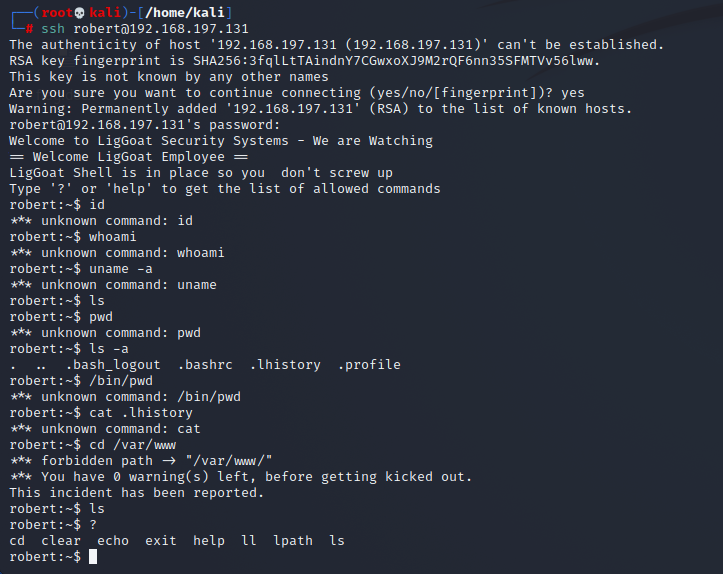 ┌──(root💀kali)-[/home/kali]
└─# ssh robert@192.168.197.131
The authenticity of host '192.168.197.131 (192.168.197.131)' can't be established.
RSA key fingerprint is SHA256:3fqlLtTAindnY7CGwxoXJ9M2rQF6nn35SFMTVv56lww.
This key is not known by any other names
Are you sure you want to continue connecting (yes/no/[fingerprint])? yes
Warning: Permanently added '192.168.197.131' (RSA) to the list of known hosts.
robert@192.168.197.131's password:
Welcome to LigGoat Security Systems - We are Watching
== Welcome LigGoat Employee ==
LigGoat Shell is in place so you  don't screw up
Type '?' or 'help' to get the list of allowed commands
robert:~$ id
*** unknown command: id
robert:~$ whoami
*** unknown command: whoami
robert:~$ uname -a
*** unknown command: uname
robert:~$ ls
robert:~$ pwd
*** unknown command: pwd
robert:~$ ls -a
.  ..  .bash_logout  .bashrc  .lhistory  .profile
robert:~$ /bin/pwd
*** unknown command: /bin/pwd
robert:~$ cat .lhistory
*** unknown command: cat
robert:~$ cd /var/www
*** forbidden path -> "/var/www/"
*** You have 0 warning(s) left, before getting kicked out.
This incident has been reported.
robert:~$ ls
robert:~$ ?
cd  clear  echo  exit  help  ll  lpath  ls
robert:~$